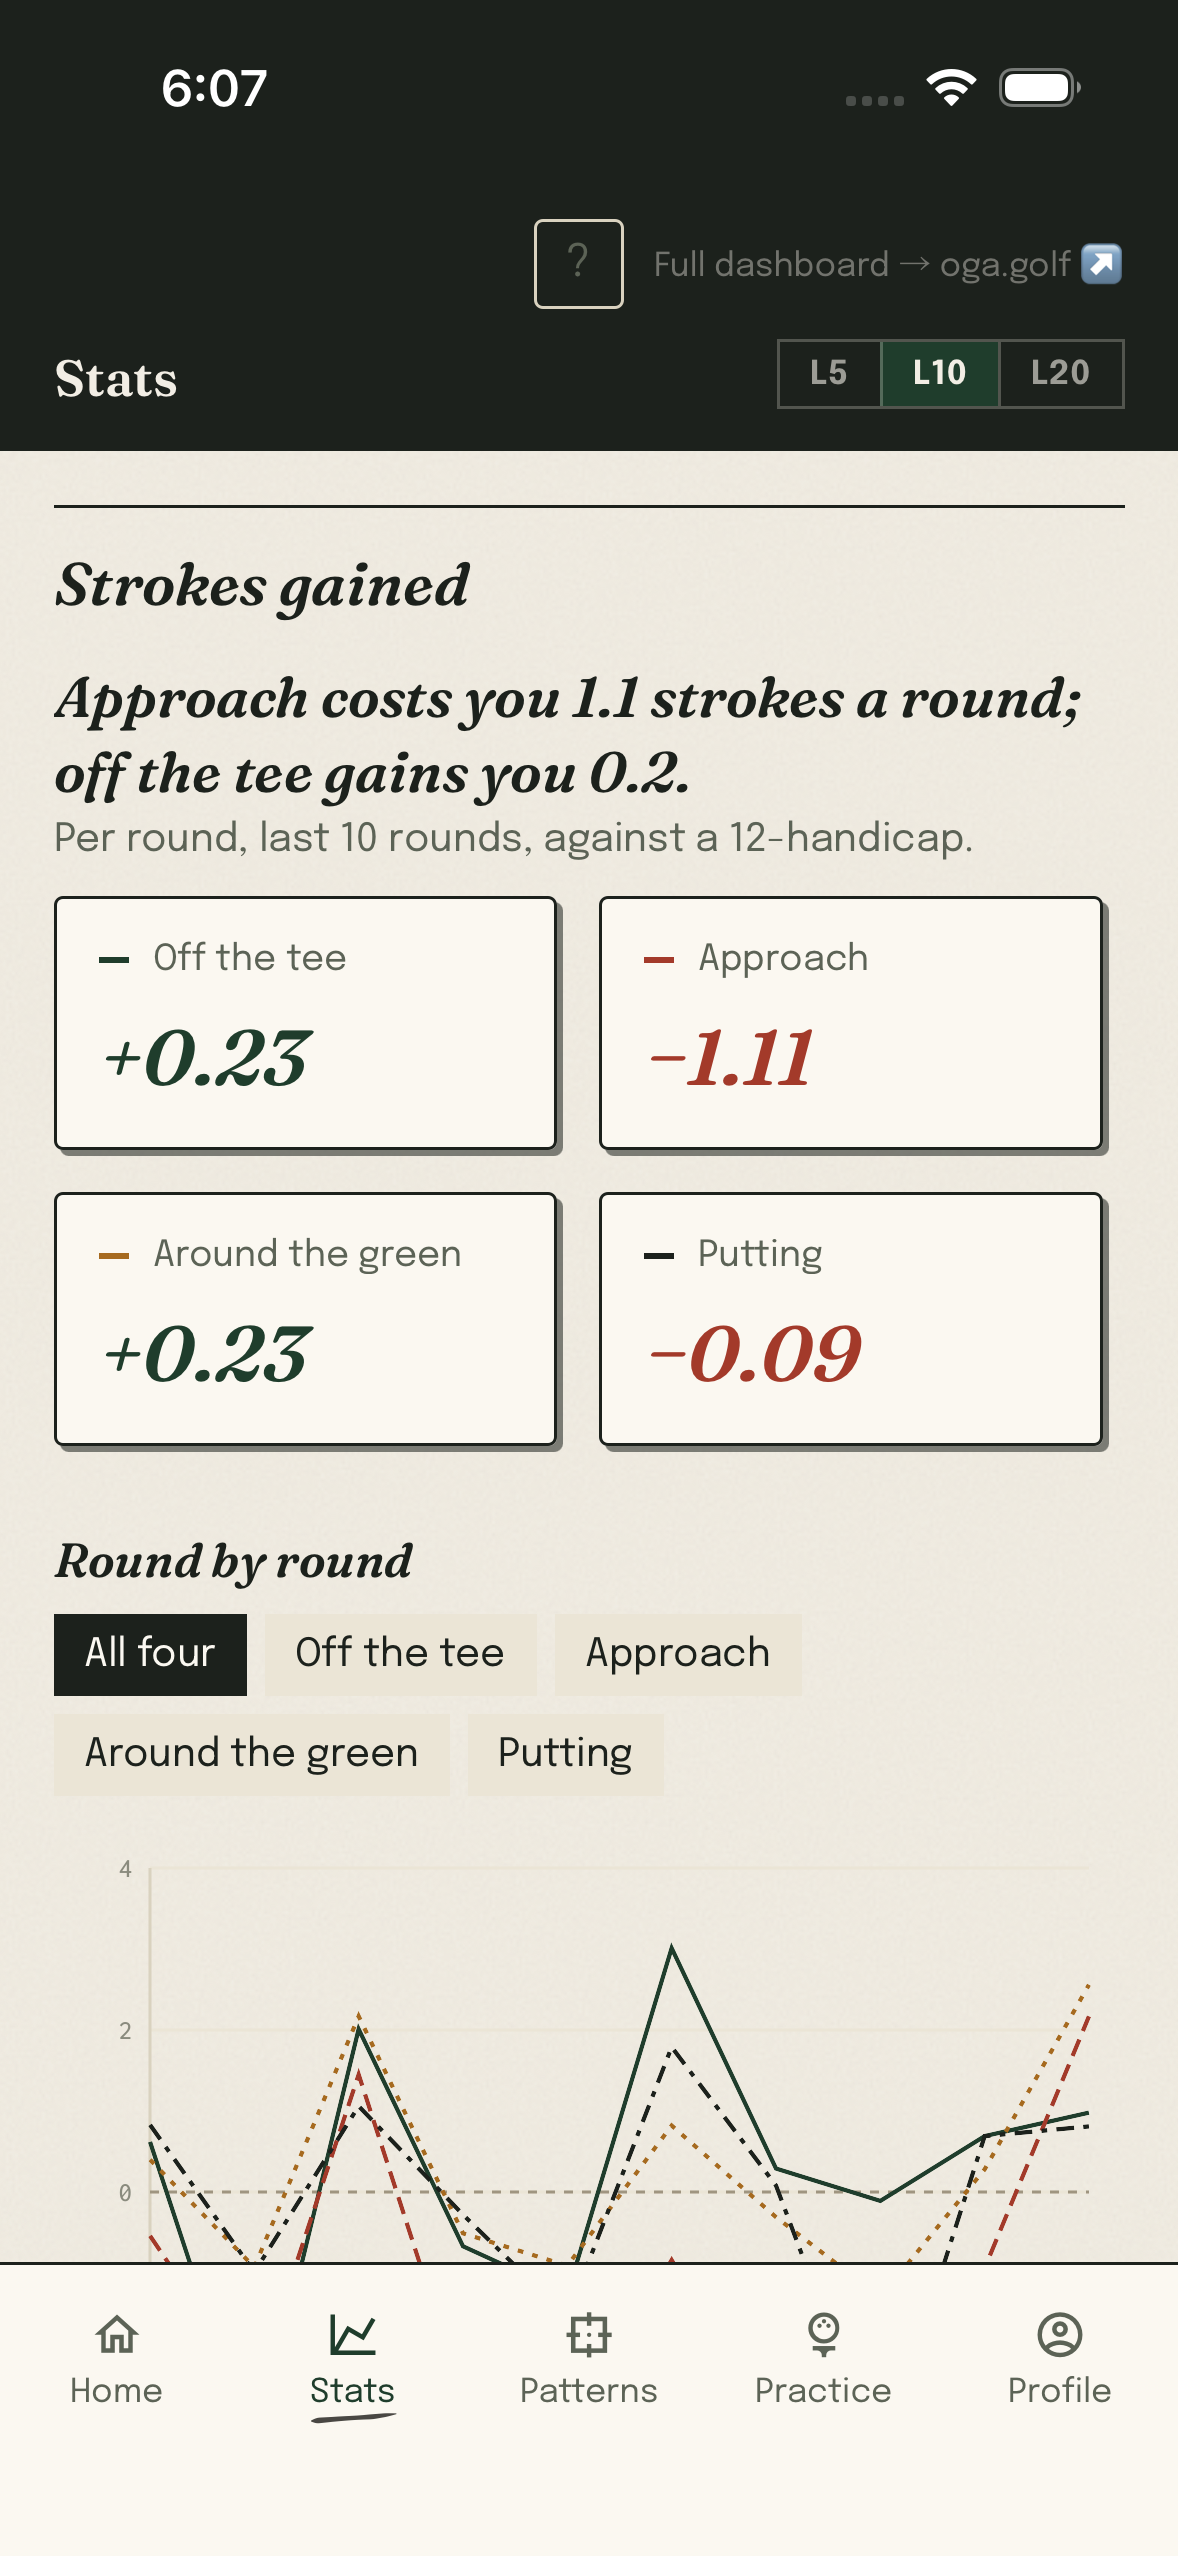 6:07
? Full dashboard → oga.golf ↗
Stats L5 L10 L20
Strokes gained
Approach costs you 1.1 strokes a round;
off the tee gains you 0.2.
Per round, last 10 rounds, against a 12-handicap.
Off the tee
+0.23
Approach
−1.11
Around the green
+0.23
Putting
−0.09
Round by round
All four Off the tee Approach
Around the green Putting
4
2
0
Home Stats Patterns Practice Profile